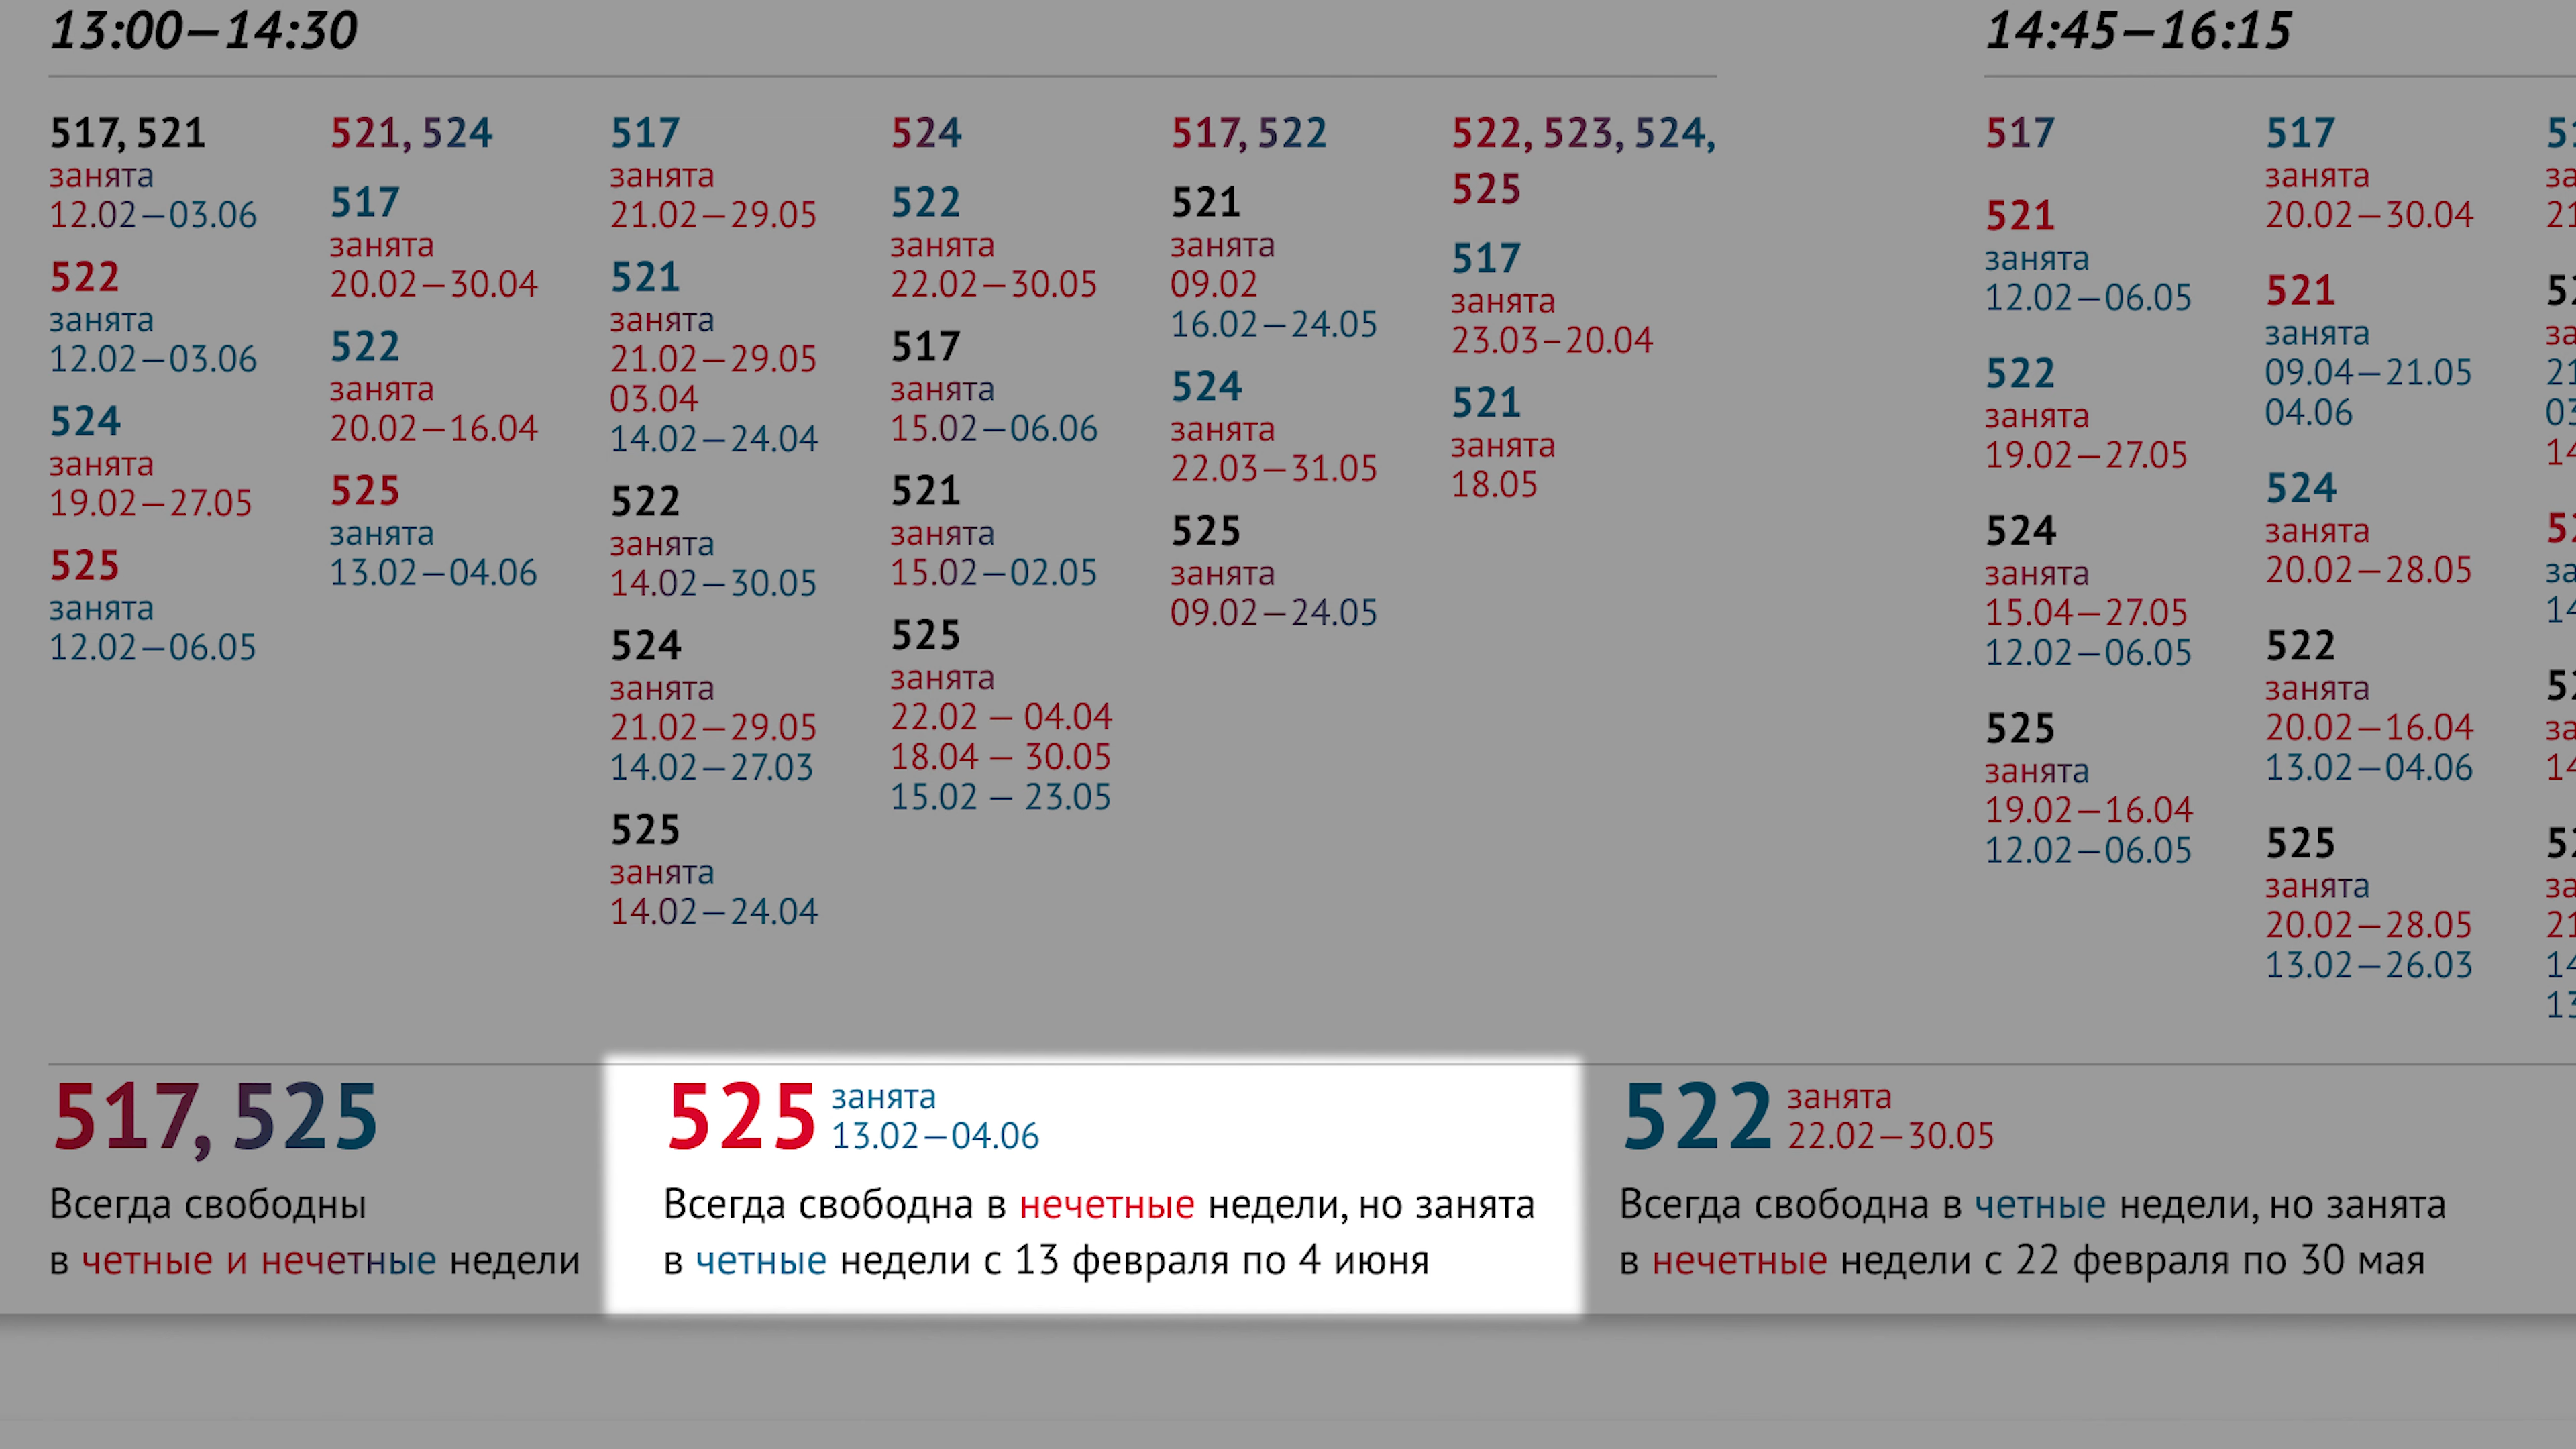 13:00—14:30
517, 521
занята
12.02—03.06
522
занята
12.02—03.06
524
занята
19.02—27.05
525
занята
12.02—06.05
521, 524
517
занята
20.02—30.04
522
занята
20.02—16.04
525
занята
13.02—04.06
517
занята
21.02—29.05
521
занята
21.02—29.05
03.04
14.02—24.04
522
занята
14.02—30.05
524
занята
21.02—29.05
14.02—27.03
525
занята
14.02—24.04
524
522
занята
22.02—30.05
517
занята
15.02—06.06
521
занята
15.02—02.05
525
занята
22.02 — 04.04
18.04 — 30.05
15.02 — 23.05
517, 522
521
занята
09.02
16.02—24.05
524
занята
22.03—31.05
525
занята
09.02—24.05
522, 523, 524,
525
517
занята
23.03–20.04
521
занята
18.05
14:45—16:15
517
521
занята
12.02—06.05
522
занята
19.02—27.05
524
занята
15.04—27.05
12.02—06.05
525
занята
19.02—16.04
12.02—06.05
517
занята
20.02—30.04
521
занята
09.04—21.05
04.06
524
занята
20.02—28.05
522
занята
20.02—16.04
13.02—04.06
525
занята
20.02—28.05
13.02—26.03
517, 525
Всегда свободны
в четные и нечетные недели
525 занята
13.02—04.06
Всегда свободна в нечетные недели, но занята
в четные недели с 13 февраля по 4 июня
522 занята
22.02—30.05
Всегда свободна в четные недели, но занята
в нечетные недели с 22 февраля по 30 мая